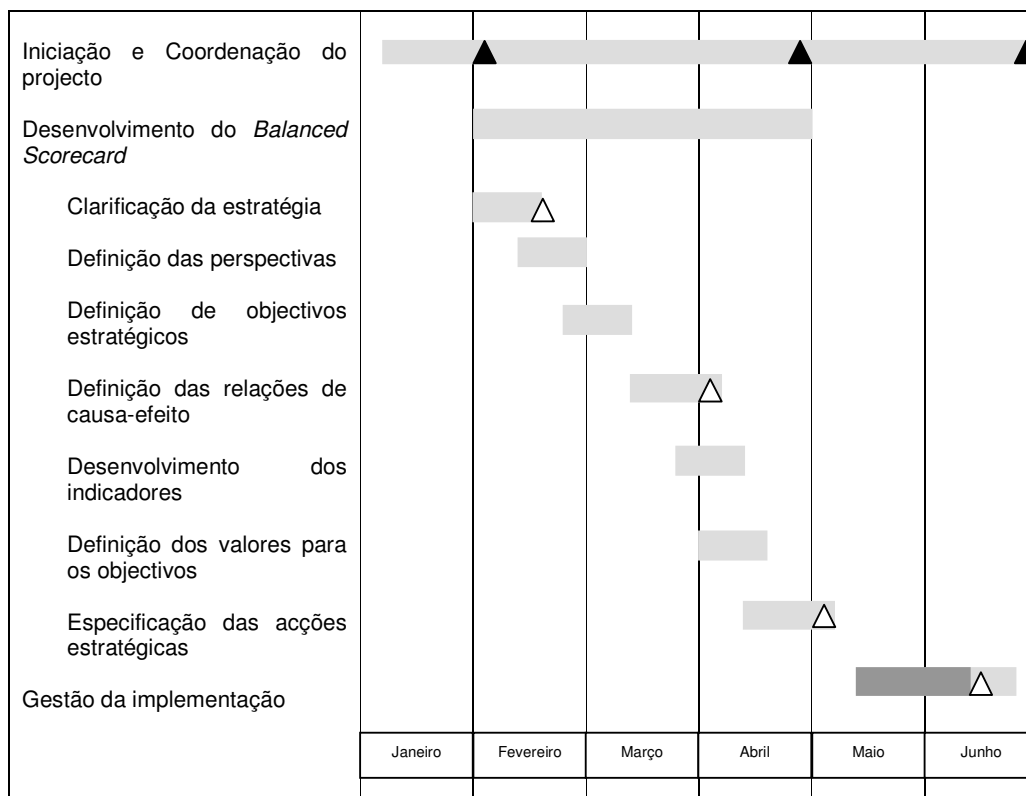 Iniciação e Coordenação do
projecto
Desenvolvimento do Balanced
Scorecard
Clarificação da estratégia
Definição das perspectivas
Definição de objectivos
estratégicos
Definição das relações de
causa-efeito
Desenvolvimento dos
indicadores
Definição dos valores para
os objectivos
Especificação das acções
estratégicas
Gestão da implementação
Janeiro Fevereiro Março Abril Maio Junho